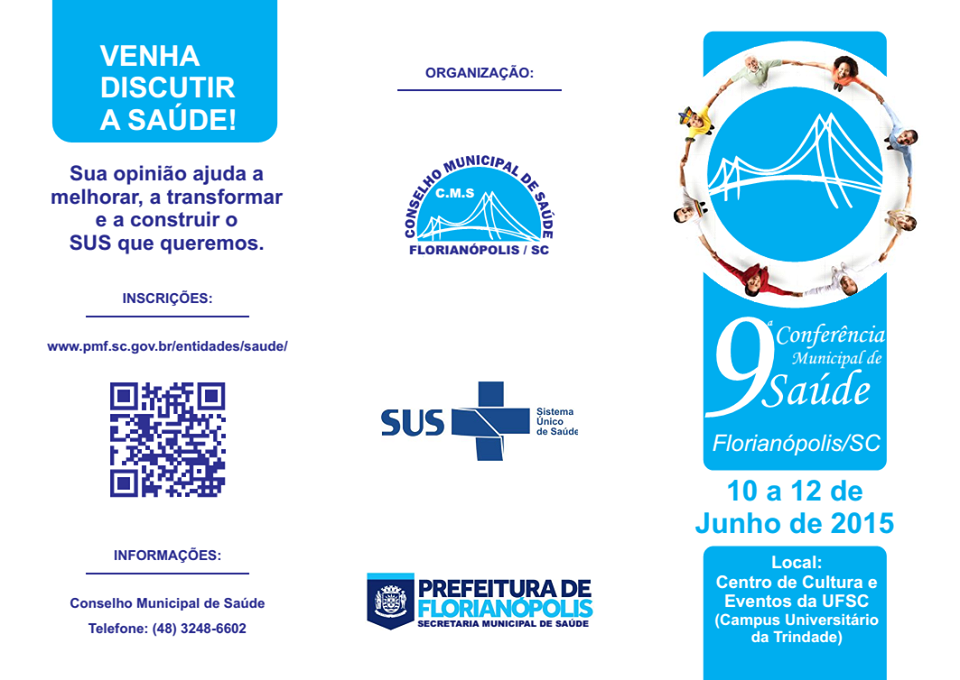 VENHA
DISCUTIR
A SAÚDE!
Sua opinião ajuda a
melhorar, a transformar
e a construir o
SUS que queremos.
INSCRIÇÕES:
www.pmf.sc.gov.br/entidades/saude/
INFORMAÇÕES:
Conselho Municipal de Saúde
Telefone: (48) 3248-6602
ORGANIZAÇÃO:
CONSELHO MUNICIPAL DE SAÚDE
C.M.S
FLORIANÓPOLIS / SC
SUS
Sistema
Único
de Saúde
PREFEITURA DE
FLORIANÓPOLIS
SECRETARIA MUNICIPAL DE SAÚDE
9ª Conferência
Municipal de
Saúde
Florianópolis/SC
10 a 12 de
Junho de 2015
Local:
Centro de Cultura e
Eventos da UFSC
(Campus Universitário
da Trindade)